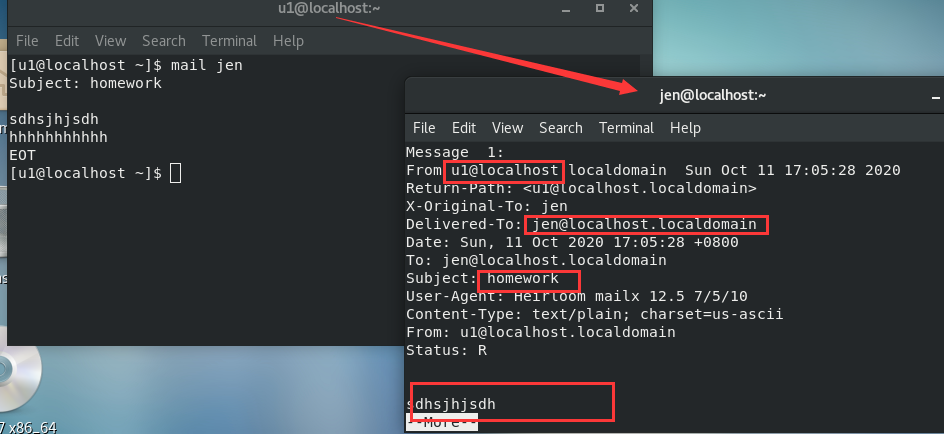 u1@localhost:~
File Edit View Search Terminal Help
[u1@localhost ~]$ mail jen
Subject: homework
sdhsjhjsdh
hhhhhhhhhhh
EOT
[u1@localhost ~]$
jen@localhost:~
File Edit View Search Terminal Help
Message  1:
From u1@localhost.localdomain  Sun Oct 11 17:05:28 2020
Return-Path: <u1@localhost.localdomain>
X-Original-To: jen
Delivered-To: jen@localhost.localdomain
Date: Sun, 11 Oct 2020 17:05:28 +0800
To: jen@localhost.localdomain
Subject: homework
User-Agent: Heirloom mailx 12.5 7/5/10
Content-Type: text/plain; charset=us-ascii
From: u1@localhost.localdomain
Status: R
sdhsjhjsdh
--More--
7 x86_64